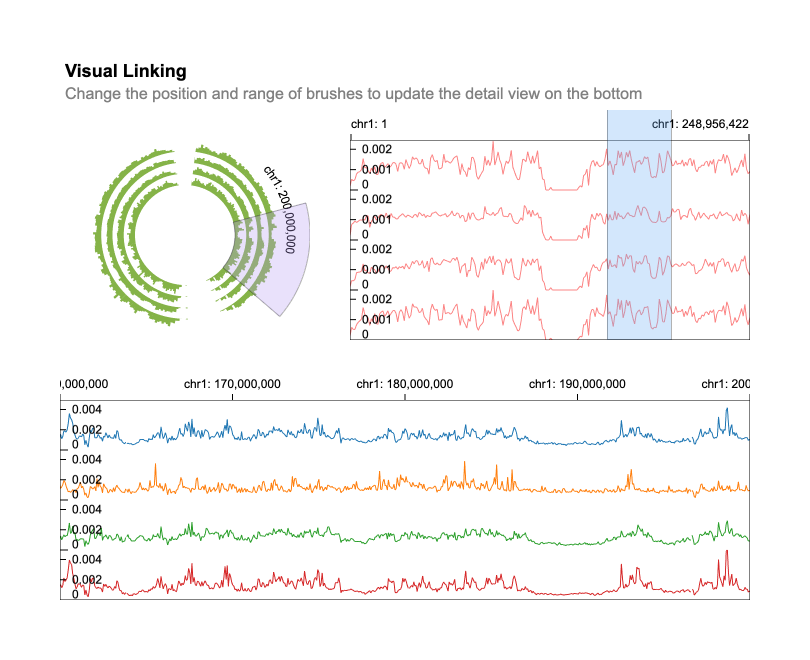 Visual Linking
Change the position and range of brushes to update the detail view on the bottom
chr1: 200,000,000
chr1: 1
chr1: 248,956,422
0.002
0.001
0
0.002
0.001
0
0.002
0.001
0
0.002
0.001
0
0,000,000
chr1: 170,000,000
chr1: 180,000,000
chr1: 190,000,000
chr1: 200
0.004
0.002
0
0.004
0.002
0
0.004
0.002
0
0.004
0.002
0